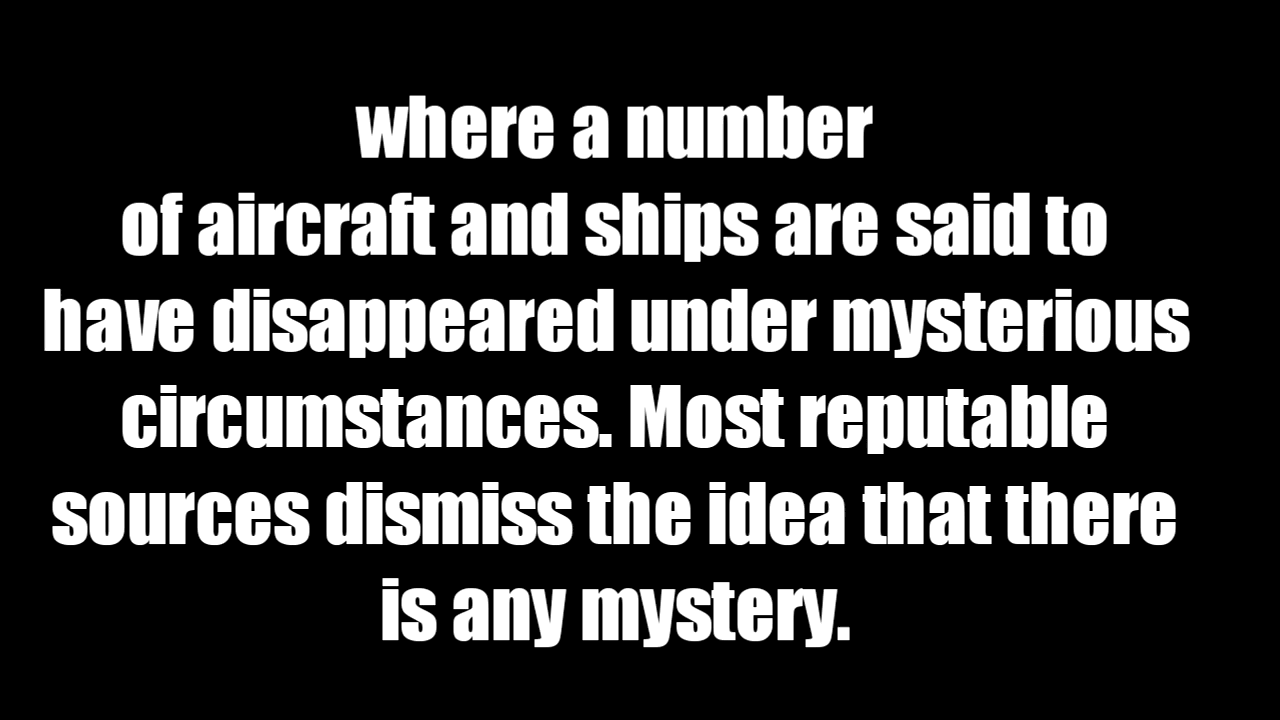 where a number
of aircraft and ships are said to
have disappeared under mysterious
circumstances. Most reputable
sources dismiss the idea that there
is any mystery.